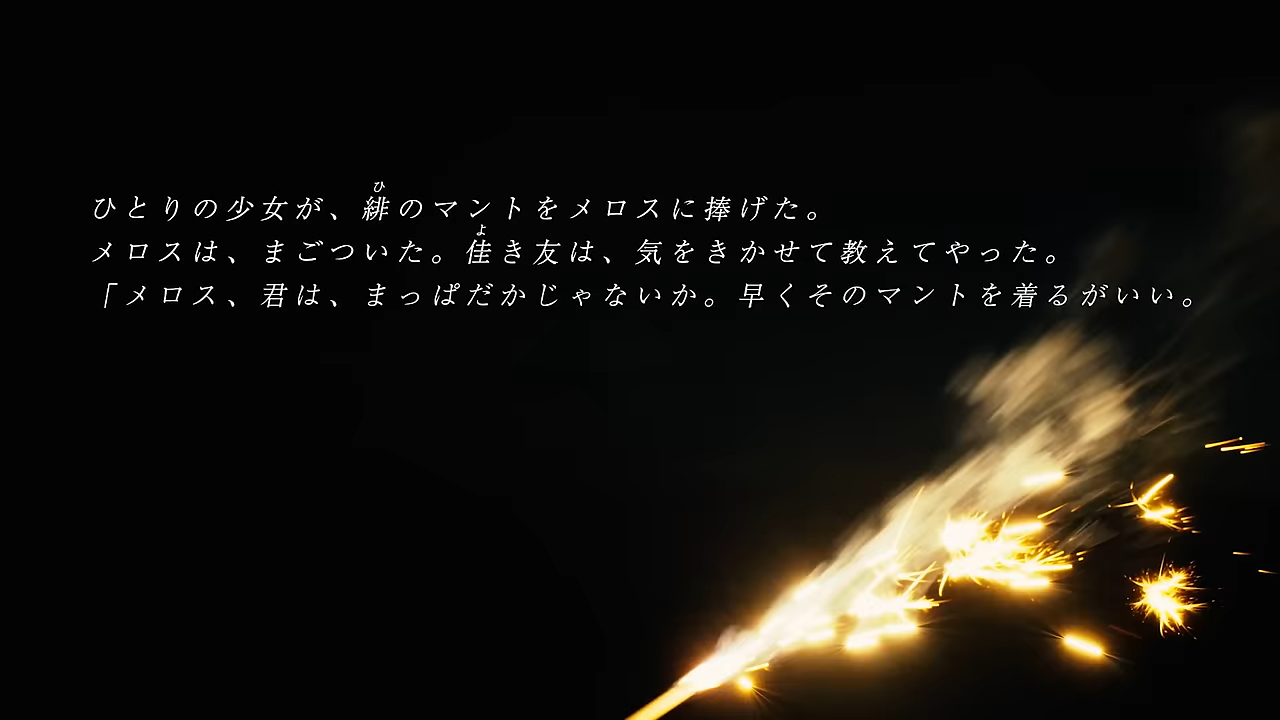 ひとりの少女が、緋のマントをメロスに捧げた。
メロスは、まごついた。佳き友は、気をきかせて教えてやった。
「メロス、君は、まっぱだかじゃないか。早くそのマントを着るがいい。